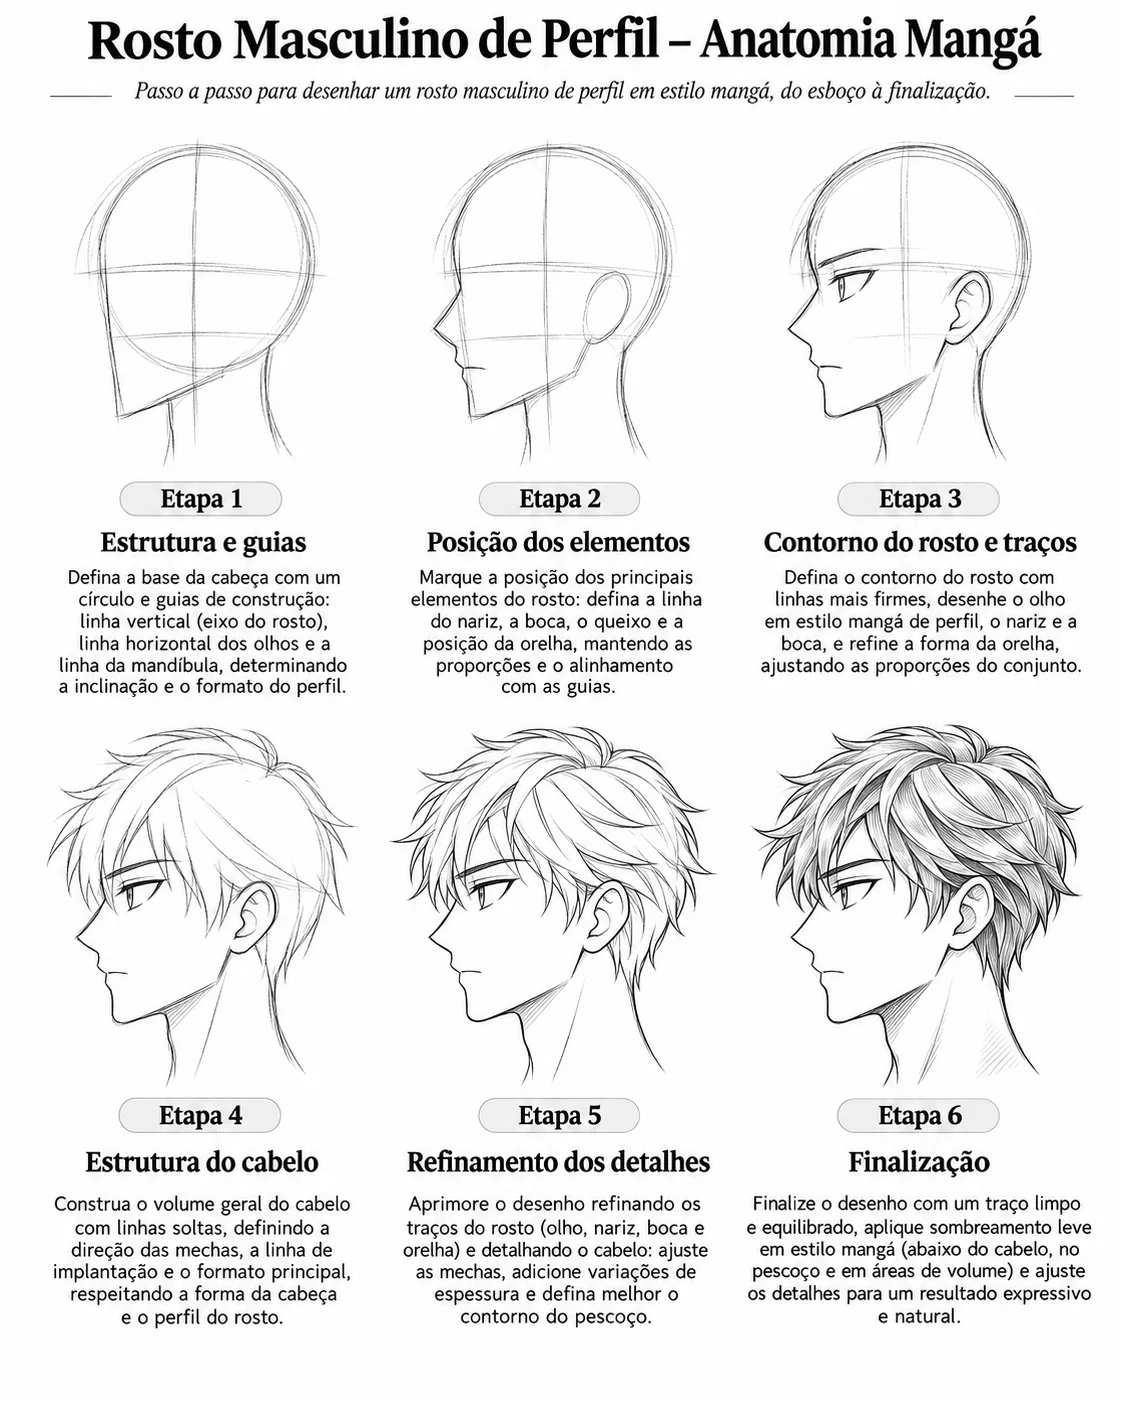 Rosto Masculino de Perfil – Anatomia Mangá
Passo a passo para desenhar um rosto masculino de perfil em estilo mangá, do esboço à finalização.
Etapa 1
Estrutura e guias
Defina a base da cabeça com um
círculo e guias de construção:
linha vertical (eixo do rosto),
linha horizontal dos olhos e a
linha da mandíbula, determinando
a inclinação e o formato do perfil.
Etapa 2
Posição dos elementos
Marque a posição dos principais
elementos do rosto: defina a linha
do nariz, a boca, o queixo e a
posição da orelha, mantendo as
proporções e o alinhamento
com as guias.
Etapa 3
Contorno do rosto e traços
Defina o contorno do rosto com
linhas mais firmes, desenhe o olho
em estilo mangá de perfil, o nariz e a
boca, e refine a forma da orelha,
ajustando as proporções do conjunto.
Etapa 4
Estrutura do cabelo
Construa o volume geral do cabelo
com linhas soltas, definindo a
direção das mechas, a linha de
implantação e o formato principal,
respeitando a forma da cabeça
e o perfil do rosto.
Etapa 5
Refinamento dos detalhes
Aprimore o desenho refinando os
traços do rosto (olho, nariz, boca e
orelha) e detalhando o cabelo: ajuste
as mechas, adicione variações de
espessura e defina melhor o
contorno do pescoço.
Etapa 6
Finalização
Finalize o desenho com um traço limpo
e equilibrado, aplique sombreamento leve
em estilo mangá (abaixo do cabelo, no
pescoço e em áreas de volume) e ajuste
os detalhes para um resultado expressivo
e natural.